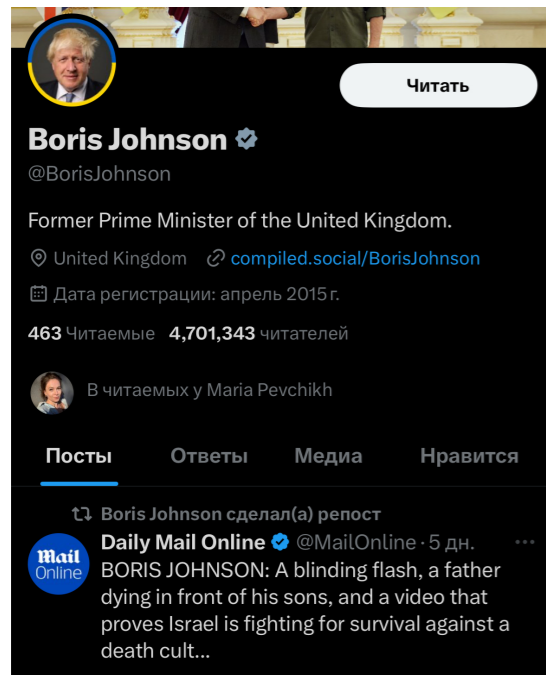 Читать
Boris Johnson
@BorisJohnson
Former Prime Minister of the United Kingdom.
United Kingdom compiled.social/BorisJohnson
Дата регистрации: апрель 2015 г.
463 Читаемые 4,701,343 читателей
В читаемых у Maria Pevchikh
Посты Ответы Медиа Нравится
Boris Johnson сделал(а) репост
Mail Online
Daily Mail Online @MailOnline · 5 дн.
BORIS JOHNSON: A blinding flash, a father
dying in front of his sons, and a video that
proves Israel is fighting for survival against a
death cult...